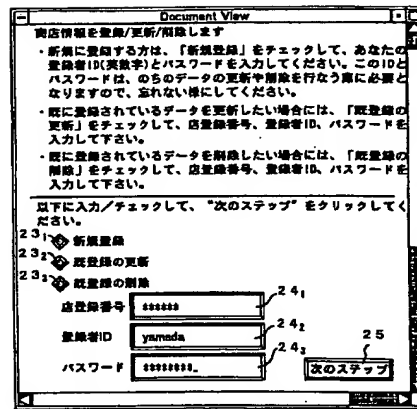 Document View
商店情報を登録/更新/削除します
・新規に登録する方は、「新規登録」をチェックして、あなたの
登録者ID(英数字)とパスワードを入力してください。このIDと
パスワードは、のちのデータの更新や削除を行なう際に必要と
なりますので、忘れない様にしてください。
・既に登録されているデータを更新したい場合には、「既登録の
更新」をチェックして、店登録番号、登録者ID、パスワードを
入力して下さい。
・既に登録されているデータを削除したい場合には、「既登録の
削除」をチェックして、店登録番号、登録者ID、パスワードを
入力して下さい。
以下に入力/チェックして、"次のステップ"をクリックしてく
ださい。
23₁ 新規登録
23₂ 既登録の更新
23₃ 既登録の削除
店登録番号 ****** 24₁
登録者ID yamada 24₂
パスワード ********_ 24₃
25
次のステップ